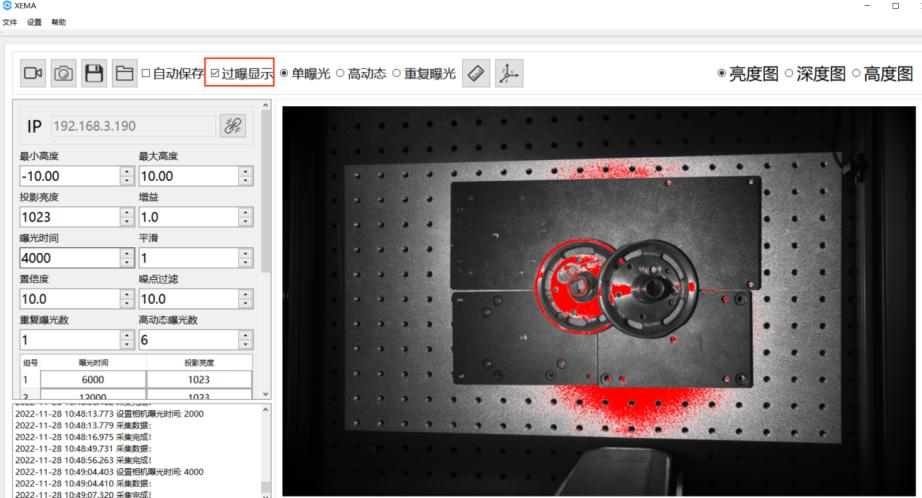 XEMA
文件 设置 帮助
自动保存 过曝显示 单曝光 高动态 重复曝光 亮度图 深度图 高度图
IP 192.168.3.190
最小高度 最大高度
-10.00 10.00
投影亮度 增益
1023 1.0
曝光时间 平滑
4000 1
置信度 噪点过滤
10.0 10.0
重复曝光数 高动态曝光数
1 6
组号 曝光时间 投影亮度
1 6000 1023
2 12000 1023
2022-11-28 10:48:13.773 设置相机曝光时间: 2000
2022-11-28 10:48:13.779 采集数据:
2022-11-28 10:48:16.975 采集完成!
2022-11-28 10:48:49.731 采集数据:
2022-11-28 10:48:56.263 采集完成!
2022-11-28 10:49:04.403 设置相机曝光时间: 4000
2022-11-28 10:49:04.410 采集数据:
2022-11-28 10:49:07.320 采集完成!